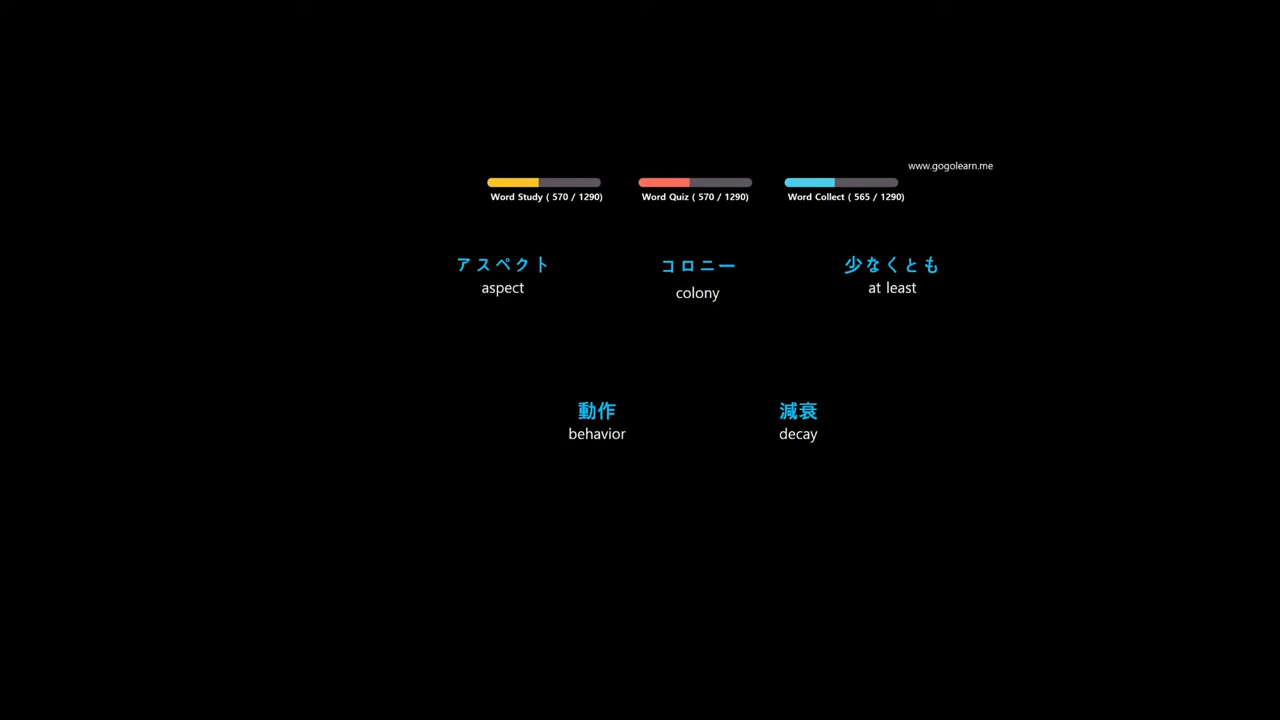 www.gogolearn.me
Word Study ( 570 / 1290)
Word Quiz ( 570 / 1290)
Word Collect ( 565 / 1290)
アスペクト
aspect
コロニー
colony
少なくとも
at least
動作
behavior
減衰
decay